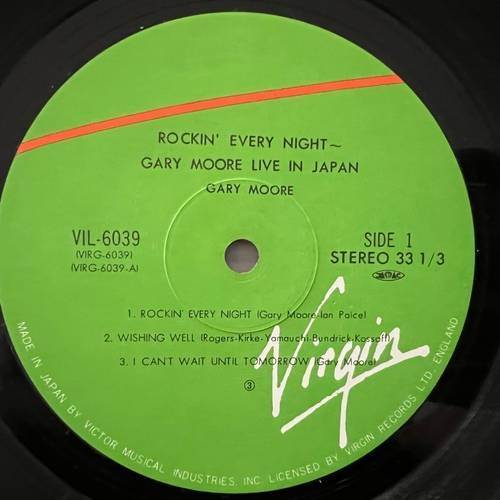 ROCKIN' EVERY NIGHT~
GARY MOORE LIVE IN JAPAN
GARY MOORE
VIL-6039
(VIRG-6039)
(VIRG-6039-A)
SIDE 1
STEREO 33 1/3
1. ROCKIN' EVERY NIGHT (Gary Moore-Ian Paice)
2. WISHING WELL (Rogers-Kirke-Yamauchi-Bundrick-Kossoff)
3. I CAN'T WAIT UNTIL TOMORROW (Gary Moore)
③
Virgin
MADE IN JAPAN BY VICTOR MUSICAL INDUSTRIES, INC. LICENSED BY VIRGIN RECORDS LTD. ENGLAND